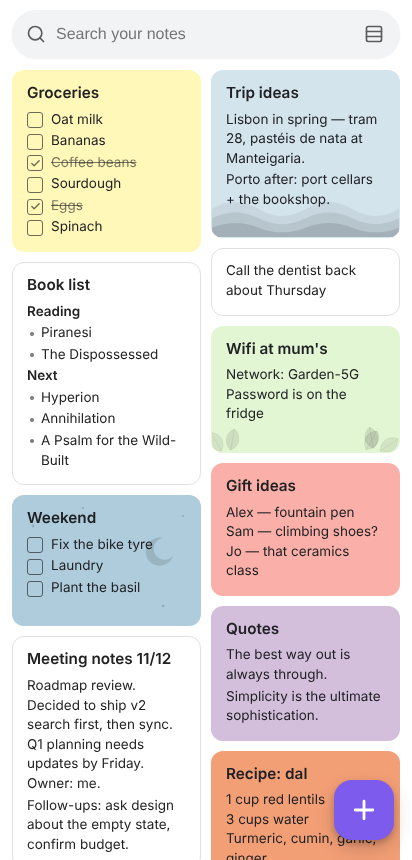 Search your notes
Groceries
Oat milk
Bananas
Coffee beans
Sourdough
Eggs
Spinach
Book list
Reading
Piranesi
The Dispossessed
Next
Hyperion
Annihilation
A Psalm for the Wild-
Built
Weekend
Fix the bike tyre
Laundry
Plant the basil
Meeting notes 11/12
Roadmap review.
Decided to ship v2
search first, then sync.
Q1 planning needs
updates by Friday.
Owner: me.
Follow-ups: ask design
about the empty state,
confirm budget.
Trip ideas
Lisbon in spring — tram
28, pastéis de nata at
Manteigaria.
Porto after: port cellars
+ the bookshop.
Call the dentist back
about Thursday
Wifi at mum's
Network: Garden-5G
Password is on the
fridge
Gift ideas
Alex — fountain pen
Sam — climbing shoes?
Jo — that ceramics
class
Quotes
The best way out is
always through.
Simplicity is the ultimate
sophistication.
Recipe: dal
1 cup red lentils
3 cups water
Turmeric, cumin, garlic,
ginger